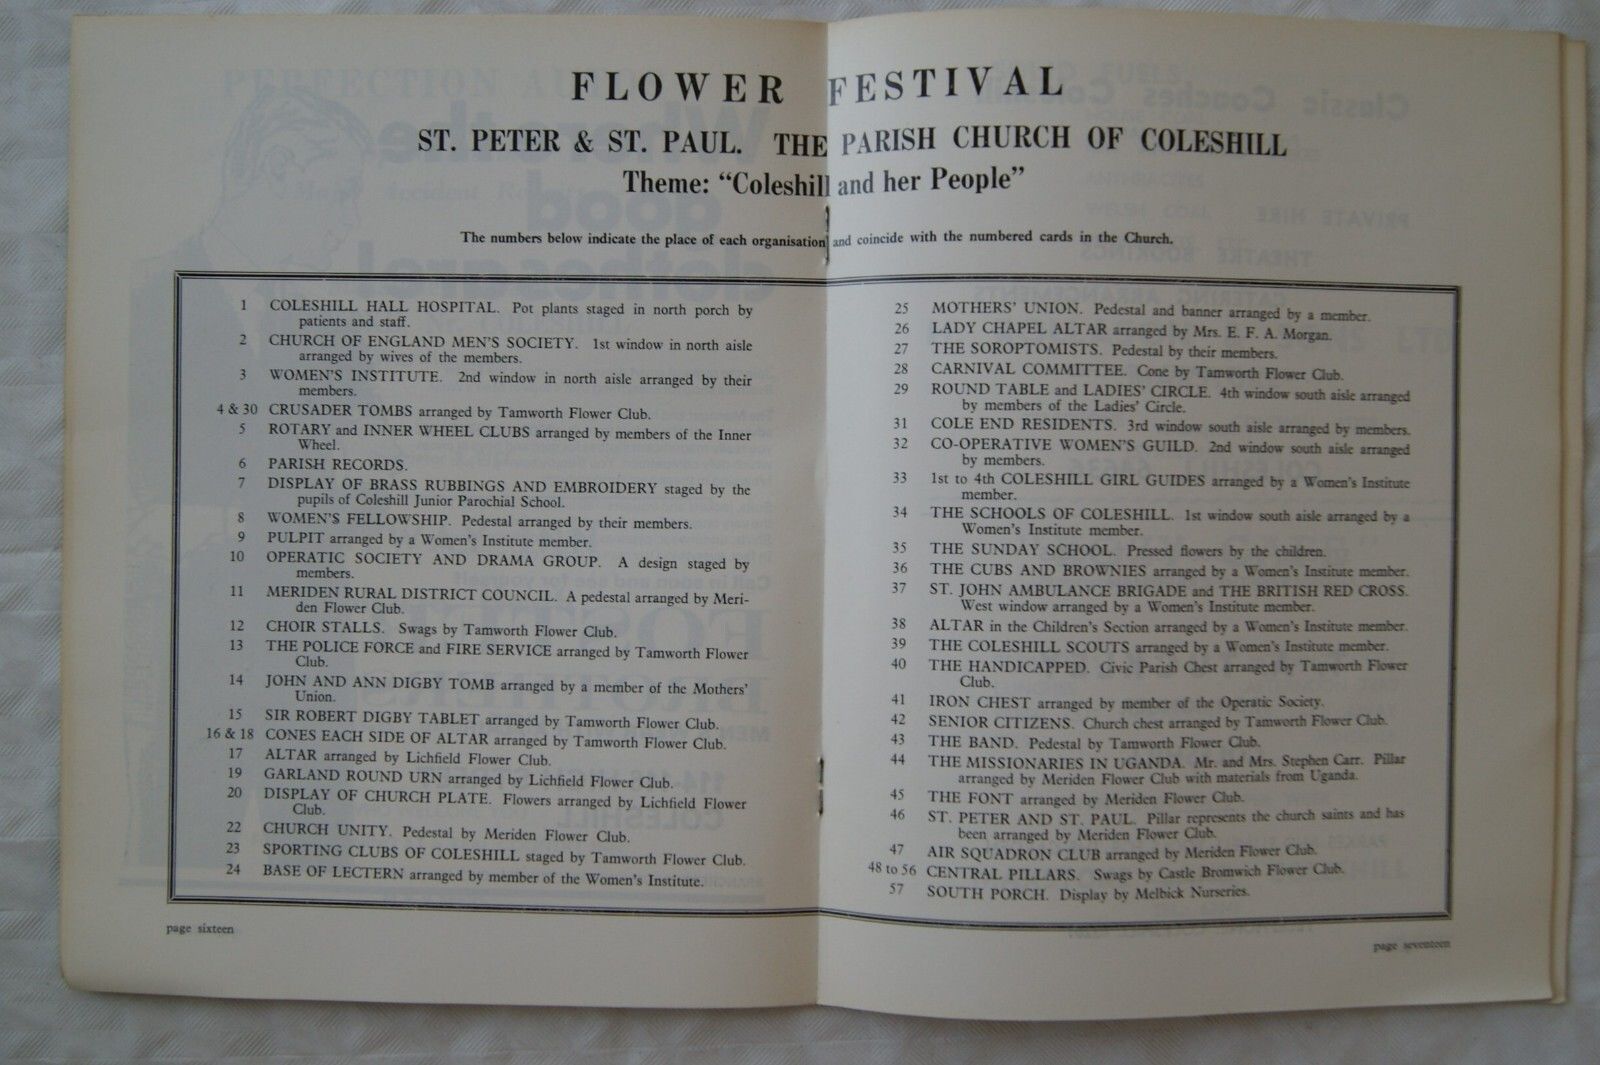 FLOWER FESTIVAL
ST. PETER & ST. PAUL. THE PARISH CHURCH OF COLESHILL
Theme: "Coleshill and her People"
The numbers below indicate the place of each organisation and coincide with the numbered cards in the Church.
1 COLESHILL HALL HOSPITAL. Pot plants staged in north porch by
patients and staff.
2 CHURCH OF ENGLAND MEN'S SOCIETY. 1st window in north aisle
arranged by wives of the members.
3 WOMEN'S INSTITUTE. 2nd window in north aisle arranged by their
members.
4 & 30 CRUSADER TOMBS arranged by Tamworth Flower Club.
5 ROTARY and INNER WHEEL CLUBS arranged by members of the Inner
Wheel.
6 PARISH RECORDS.
7 DISPLAY OF BRASS RUBBINGS AND EMBROIDERY staged by the
pupils of Coleshill Junior Parochial School.
8 WOMEN'S FELLOWSHIP. Pedestal arranged by their members.
9 PULPIT arranged by a Women's Institute member.
10 OPERATIC SOCIETY AND DRAMA GROUP. A design staged by
members.
11 MERIDEN RURAL DISTRICT COUNCIL. A pedestal arranged by Meri-
den Flower Club.
12 CHOIR STALLS. Swags by Tamworth Flower Club.
13 THE POLICE FORCE and FIRE SERVICE arranged by Tamworth Flower
Club.
14 JOHN AND ANN DIGBY TOMB arranged by a member of the Mothers'
Union.
15 SIR ROBERT DIGBY TABLET arranged by Tamworth Flower Club.
16 & 18 CONES EACH SIDE OF ALTAR arranged by Tamworth Flower Club.
17 ALTAR arranged by Lichfield Flower Club.
19 GARLAND ROUND URN arranged by Lichfield Flower Club.
20 DISPLAY OF CHURCH PLATE. Flowers arranged by Lichfield Flower
Club.
22 CHURCH UNITY. Pedestal by Meriden Flower Club.
23 SPORTING CLUBS OF COLESHILL staged by Tamworth Flower Club.
24 BASE OF LECTERN arranged by member of the Women's Institute.
page sixteen
25 MOTHERS' UNION. Pedestal and banner arranged by a member.
26 LADY CHAPEL ALTAR arranged by Mrs. E. F. A. Morgan.
27 THE SOROPTOMISTS. Pedestal by their members.
28 CARNIVAL COMMITTEE. Cone by Tamworth Flower Club.
29 ROUND TABLE and LADIES' CIRCLE. 4th window south aisle arranged
by members of the Ladies' Circle.
31 COLE END RESIDENTS. 3rd window south aisle arranged by members.
32 CO-OPERATIVE WOMEN'S GUILD. 2nd window south aisle arranged
by members.
33 1st to 4th COLESHILL GIRL GUIDES arranged by a Women's Institute
member.
34 THE SCHOOLS OF COLESHILL. 1st window south aisle arranged by a
Women's Institute member.
35 THE SUNDAY SCHOOL. Pressed flowers by the children.
36 THE CUBS AND BROWNIES arranged by a Women's Institute member.
37 ST. JOHN AMBULANCE BRIGADE and THE BRITISH RED CROSS.
West window arranged by a Women's Institute member.
38 ALTAR in the Children's Section arranged by a Women's Institute member.
39 THE COLESHILL SCOUTS arranged by a Women's Institute member.
40 THE HANDICAPPED. Civic Parish Chest arranged by Tamworth Flower
Club.
41 IRON CHEST arranged by member of the Operatic Society.
42 SENIOR CITIZENS. Church chest arranged by Tamworth Flower Club.
43 THE BAND. Pedestal by Tamworth Flower Club.
44 THE MISSIONARIES IN UGANDA. Mr. and Mrs. Stephen Carr. Pillar
arranged by Meriden Flower Club with materials from Uganda.
45 THE FONT arranged by Meriden Flower Club.
46 ST. PETER AND ST. PAUL. Pillar represents the church saints and has
been arranged by Meriden Flower Club.
47 AIR SQUADRON CLUB arranged by Meriden Flower Club.
48 to 56 CENTRAL PILLARS. Swags by Castle Bromwich Flower Club.
57 SOUTH PORCH. Display by Melbick Nurseries.
page seventeen